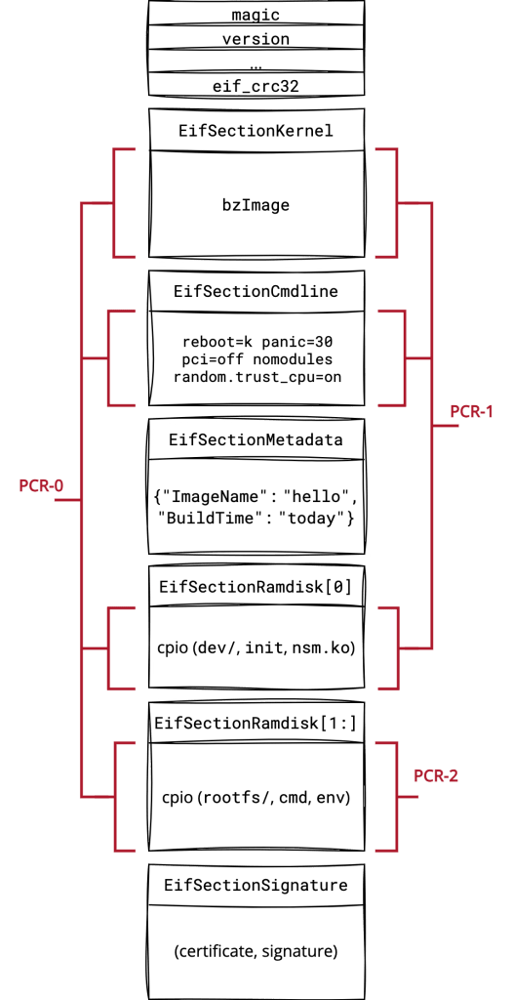 magic
version
...
eif_crc32
EifSectionKernel
bzImage
EifSectionCmdline
reboot=k panic=30
pci=off nomodules
random.trust_cpu=on
PCR-1
EifSectionMetadata
PCR-0
{"ImageName": "hello",
"BuildTime": "today"}
EifSectionRamdisk[0]
cpio (dev/, init, nsm.ko)
EifSectionRamdisk[1:]
PCR-2
cpio (rootfs/, cmd, env)
EifSectionSignature
(certificate, signature)